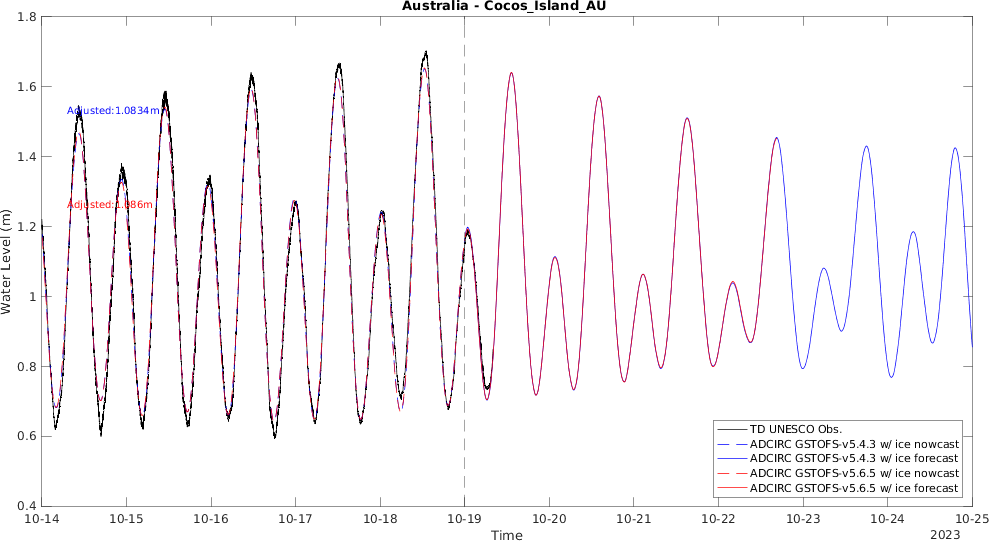 Australia - Cocos_Island_AU
1.8
1.6
1.4
1.2
1
0.8
0.6
0.4
Water Level (m)
Adjusted:1.0834m
Adjusted:1.086m
TD UNESCO Obs.
ADCIRC GSTOFS-v5.4.3 w/ ice nowcast
ADCIRC GSTOFS-v5.4.3 w/ ice forecast
ADCIRC GSTOFS-v5.6.5 w/ ice nowcast
ADCIRC GSTOFS-v5.6.5 w/ ice forecast
10-14 10-15 10-16 10-17 10-18 10-19 10-20 10-21 10-22 10-23 10-24 10-25
Time
2023